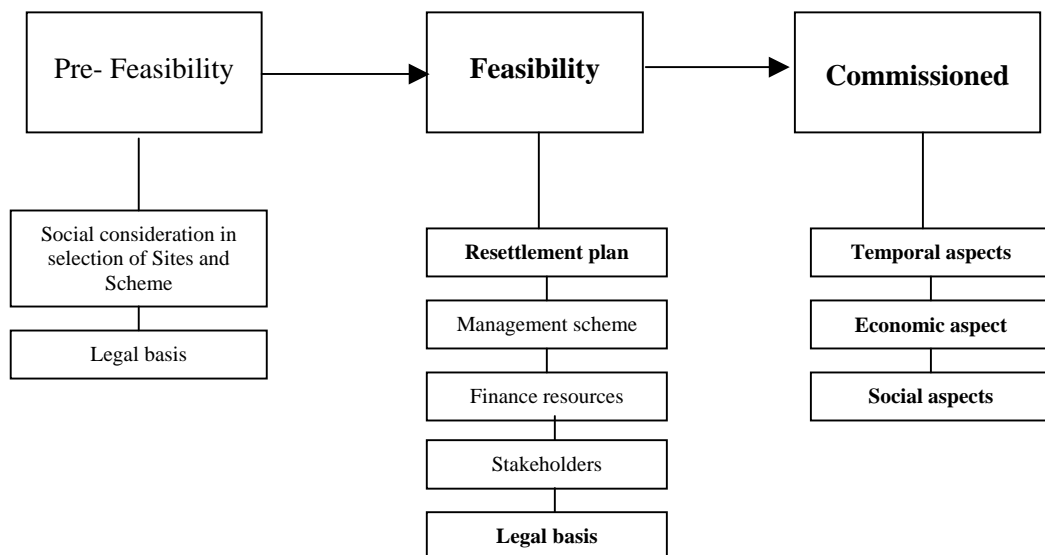 Pre- Feasibility
Feasibility
Commissioned
Social consideration in
selection of Sites and
Scheme
Legal basis
Resettlement plan
Management scheme
Finance resources
Stakeholders
Legal basis
Temporal aspects
Economic aspect
Social aspects